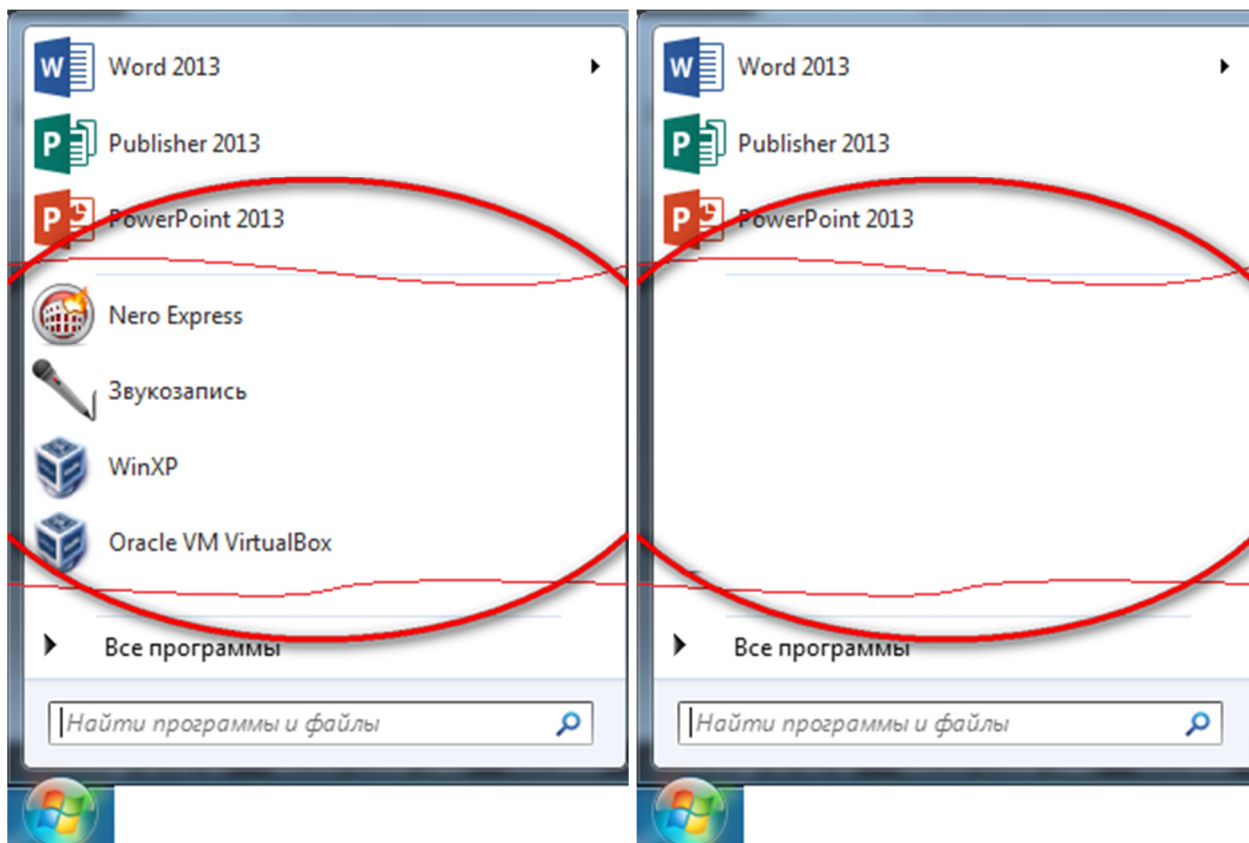 Word 2013
Publisher 2013
PowerPoint 2013
Nero Express
Звукозапись
WinXP
Oracle VM VirtualBox
Все программы
Найти программы и файлы
Word 2013
Publisher 2013
PowerPoint 2013
Все программы
Найти программы и файлы